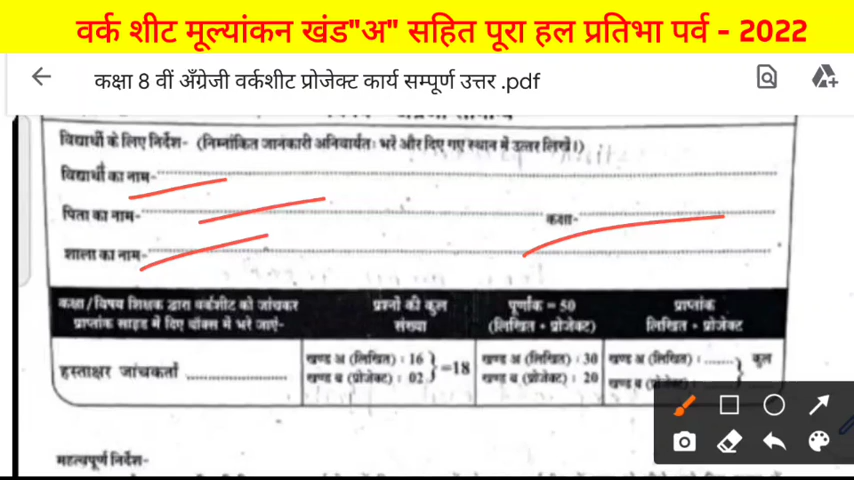 वर्क शीट मूल्यांकन खंड"अ" सहित पूरा हल प्रतिभा पर्व - 2022
कक्षा 8 वीं अँग्रेजी वर्कशीट प्रोजेक्ट कार्य सम्पूर्ण उत्तर .pdf
विद्यार्थी के लिए निर्देश- (निम्नांकित जानकारी अनिवार्यतः भरें और दिए गए स्थान में उत्तर लिखें।)
विद्यार्थी का नाम-
पिता का नाम- कक्षा-
शाला का नाम-
कक्षा/विषय शिक्षक द्वारा वर्कशीट को जांचकर प्रश्नों की कुल पूर्णांक = 50 प्राप्तांक
प्राप्तांक साइड में दिए बॉक्स में भरे जाएं- संख्या (लिखित + प्रोजेक्ट) लिखित + प्रोजेक्ट
खण्ड अ (लिखित) : 16 खण्ड अ (लिखित) : 30 खण्ड अ (लिखित) : ...... कुल
हस्ताक्षर जांचकर्ता .................... =18
खण्ड ब (प्रोजेक्ट) : 02 खण्ड ब (प्रोजेक्ट) : 20 खण्ड ब (प्रोजेक्ट) :
महत्वपूर्ण निर्देश-